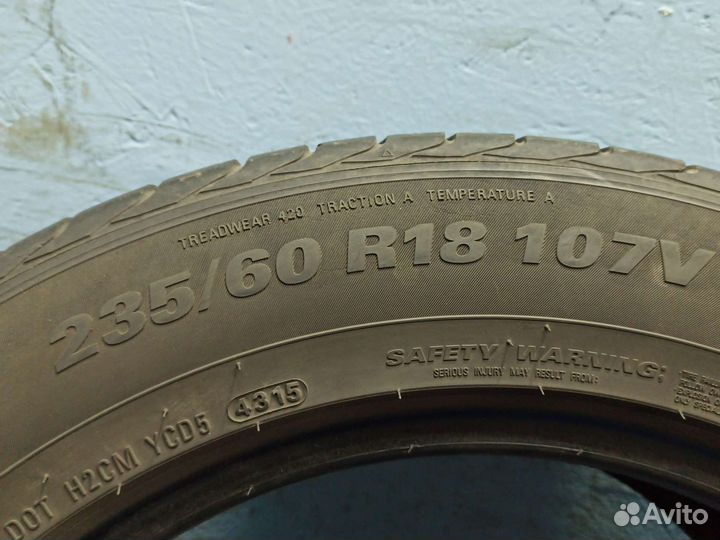 TREADWEAR 420 TRACTION A TEMPERATURE A
235/60 R18 107V
SAFETY WARNING:
SERIOUS INJURY MAY RESULT FROM:
DOT H2CM YCD5 4315
Avito